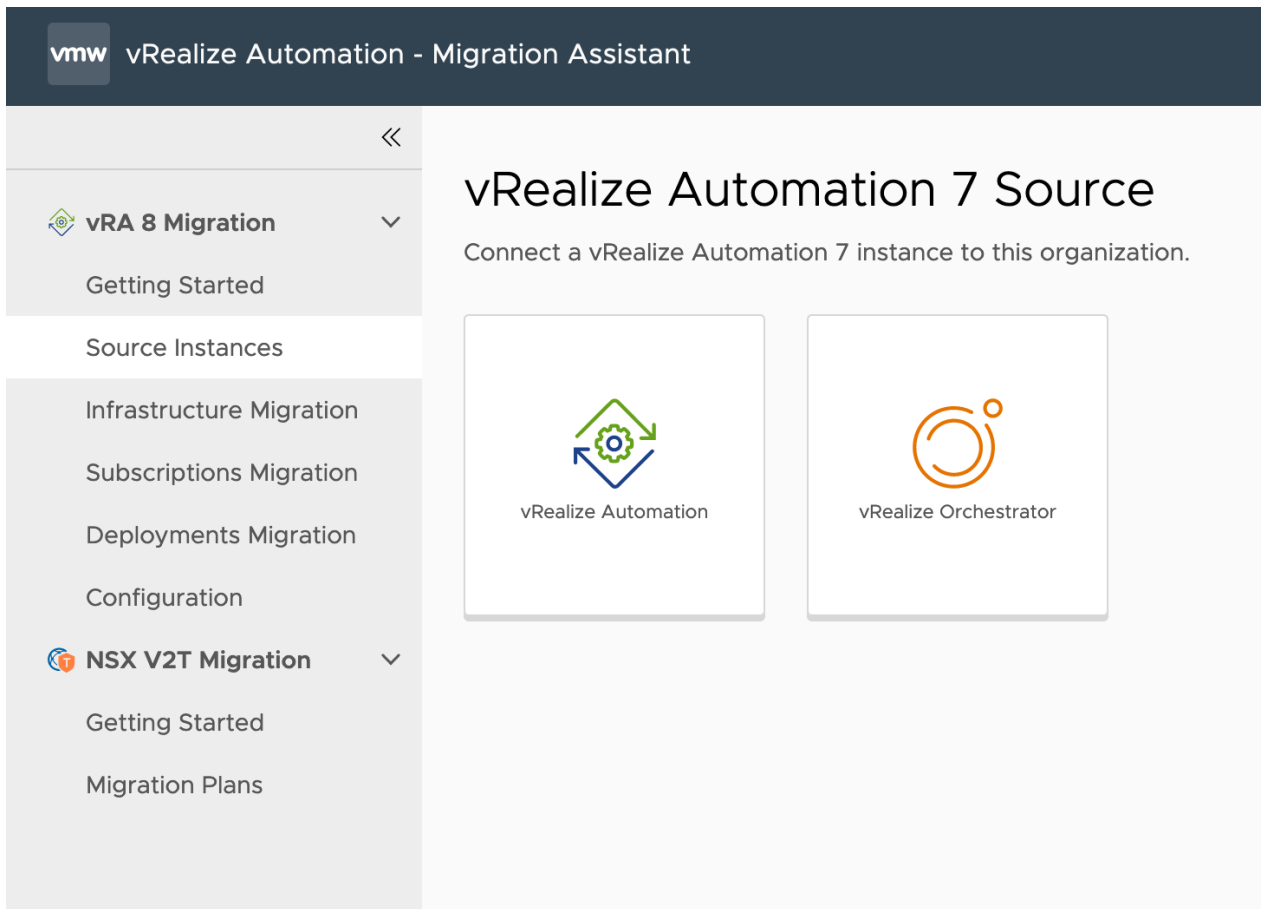 vmw vRealize Automation - Migration Assistant
vRA 8 Migration
Getting Started
Source Instances
Infrastructure Migration
Subscriptions Migration
Deployments Migration
Configuration
NSX V2T Migration
Getting Started
Migration Plans
vRealize Automation 7 Source
Connect a vRealize Automation 7 instance to this organization.
vRealize Automation
vRealize Orchestrator
T